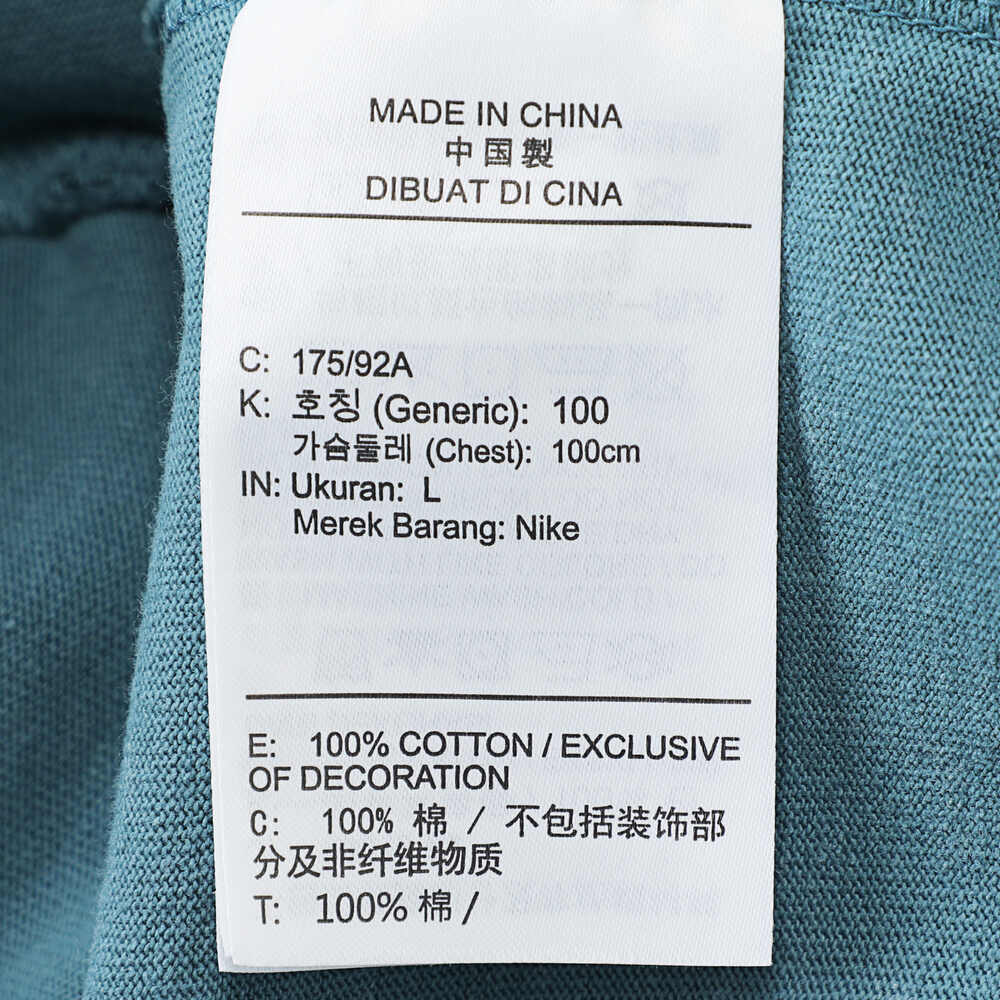 MADE IN CHINA
中国製
DIBUAT DI CINA
C: 175/92A
K: 호칭 (Generic): 100
가슴둘레 (Chest): 100cm
IN: Ukuran: L
Merek Barang: Nike
E: 100% COTTON / EXCLUSIVE
OF DECORATION
C: 100% 棉 / 不包括装饰部
分及非纤维物质
T: 100% 棉 /